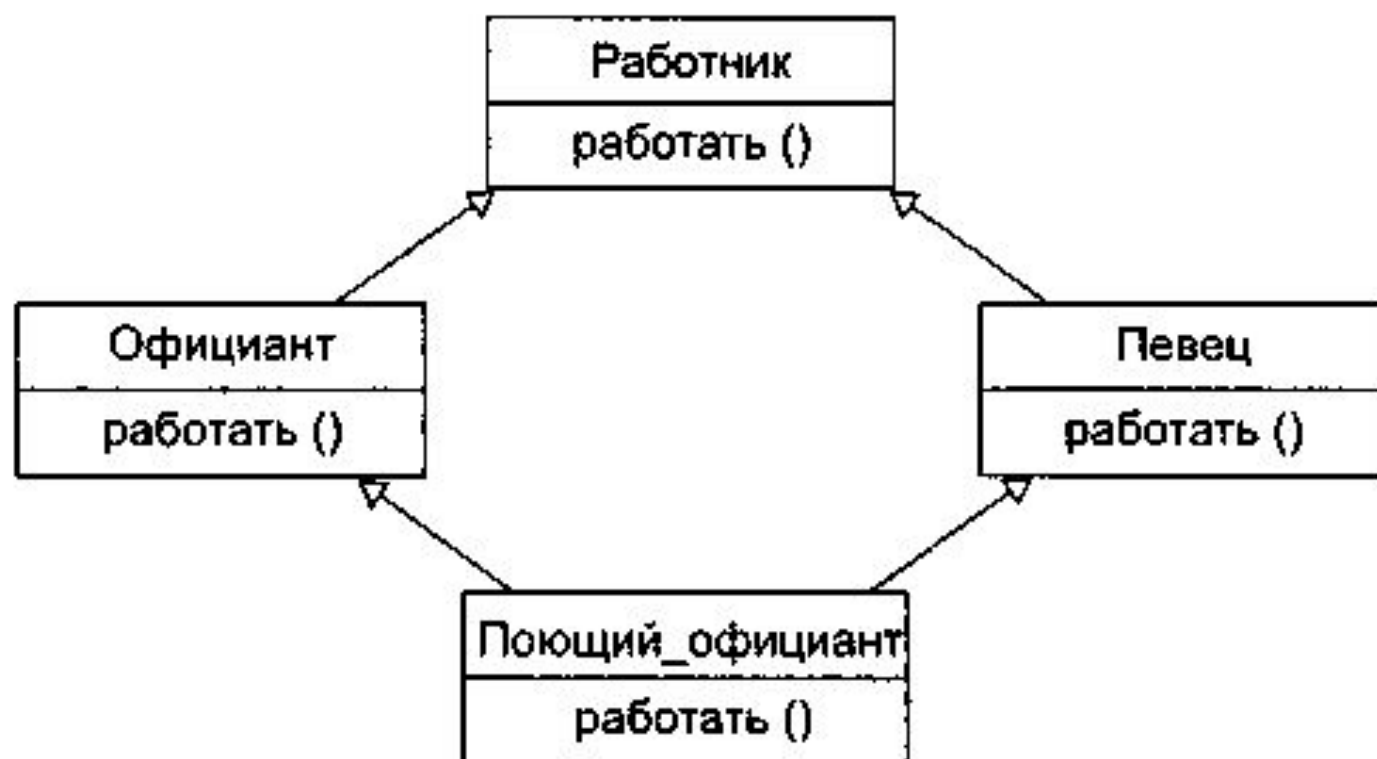 Работник
работать ()
Официант
работать ()
Певец
работать ()
Поющий_официант
работать ()